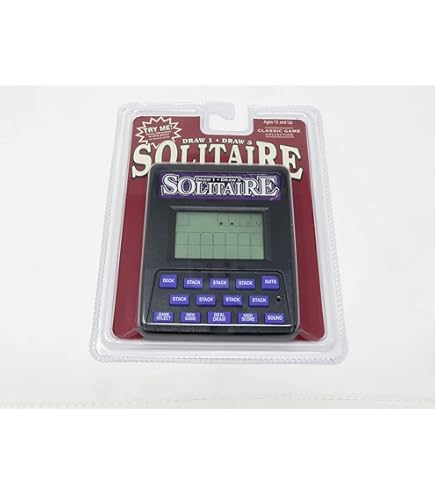 TRY ME!
Ages 12 and Up
CLASSIC GAME
COLLECTION
DRAW 1 • DRAW 3
SOLITAIRE
DRAW 1 • DRAW 3
SOLITAIRE
DECK STACK STACK STACK SUITS
STACK STACK STACK STACK
GAME SELECT NEW GAME DEAL DRAW HIGH SCORE SOUND